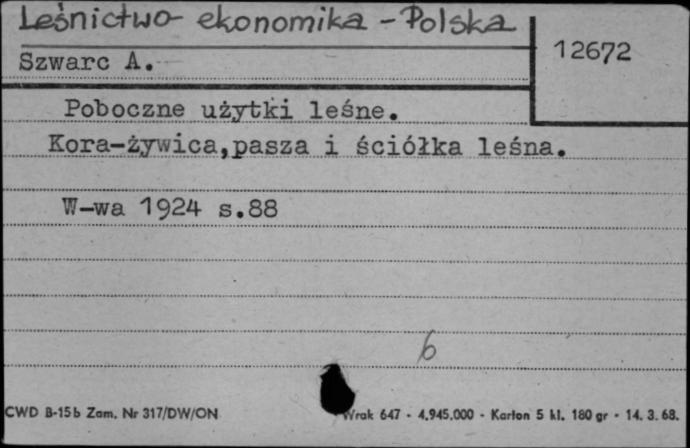 Leśnictwo-ekonomika-Polska
12672
Szwarc A.
Poboczne użytki leśne.
Kora-żywica,pasza i ściółka leśna.
W-wa 1924 s.88
6
CWD B-15b Zam. Nr 317/DW/ON
Wrak 647 - 4.945.000 - Karton 5 kl. 180 gr - 14. 3. 68.